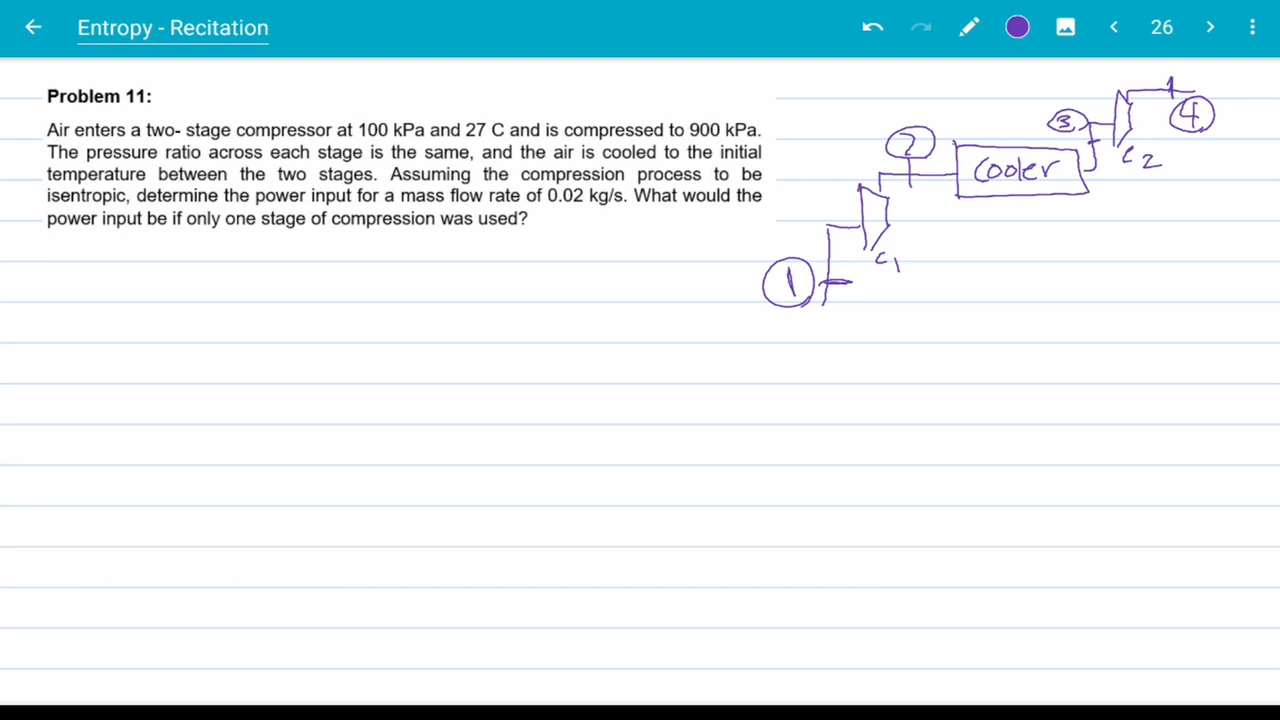 Entropy - Recitation
26
Problem 11:
Air enters a two- stage compressor at 100 kPa and 27 C and is compressed to 900 kPa.
The pressure ratio across each stage is the same, and the air is cooled to the initial
temperature between the two stages. Assuming the compression process to be
isentropic, determine the power input for a mass flow rate of 0.02 kg/s. What would the
power input be if only one stage of compression was used?
1
C1
2
cooler
3
C2
4